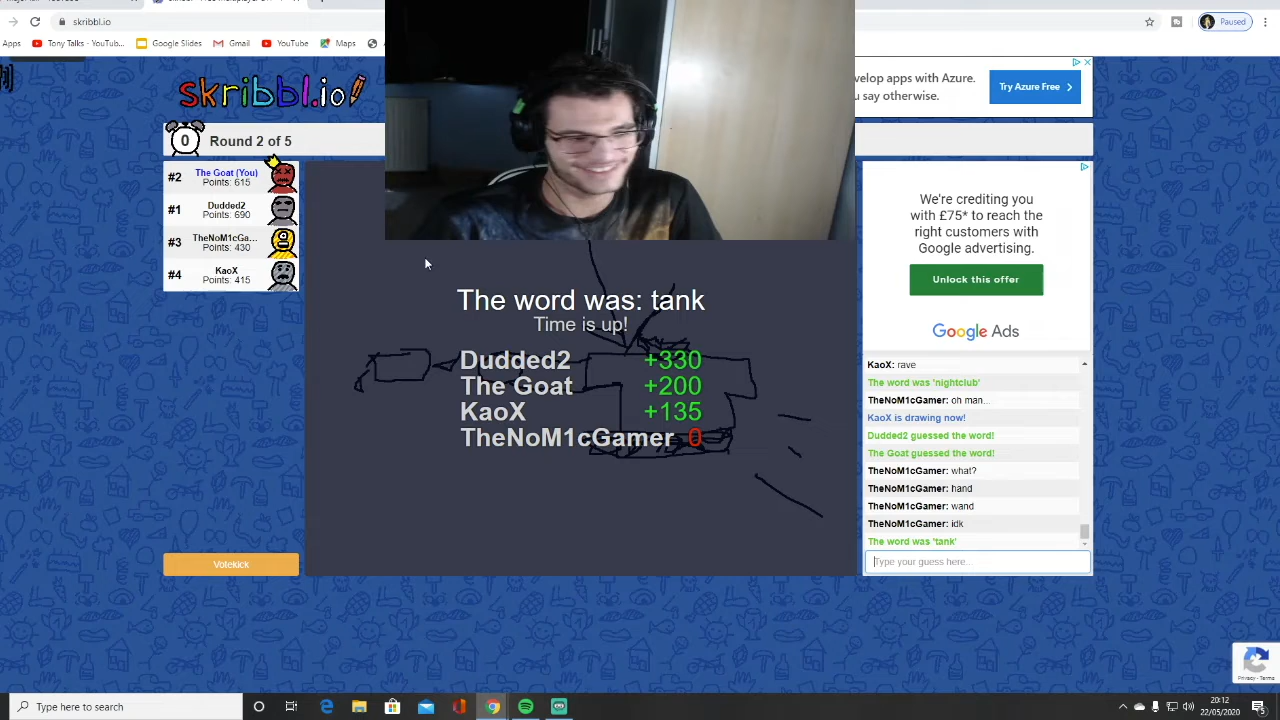 skribbl.io
Paused
Apps
Tony Talks - YouTub...
Google Slides
Gmail
YouTube
Maps
skribbl.io
velop apps with Azure.
u say otherwise.
Try Azure Free
0
Round 2 of 5
#2
The Goat (You)
Points: 615
#1
Dudded2
Points: 690
#3
TheNoM1cGa...
Points: 430
#4
KaoX
Points: 415
Votekick
The word was: tank
Time is up!
Dudded2 +330
The Goat +200
KaoX +135
TheNoM1cGamer 0
We're crediting you
with £75* to reach the
right customers with
Google advertising.
Unlock this offer
Google Ads
KaoX: rave
The word was 'nightclub'
TheNoM1cGamer: oh man...
KaoX is drawing now!
Dudded2 guessed the word!
The Goat guessed the word!
TheNoM1cGamer: what?
TheNoM1cGamer: hand
TheNoM1cGamer: wand
TheNoM1cGamer: idk
The word was 'tank'
Type your guess here...
Privacy - Terms
Type here to search
20:12
22/05/2020